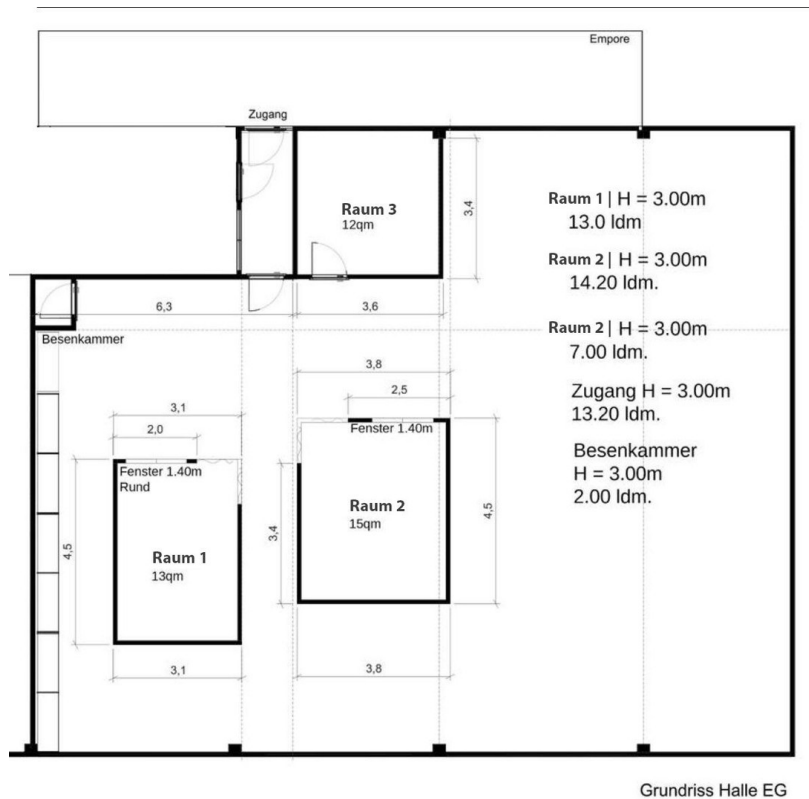 Empore
Zugang
Raum 3
12qm
3,4
Raum 1 | H = 3.00m
13.0 ldm
Raum 2 | H = 3.00m
14.20 ldm.
Raum 2 | H = 3.00m
7.00 ldm.
Zugang H = 3.00m
13.20 ldm.
Besenkammer
H = 3.00m
2.00 ldm.
6,3
3,6
Besenkammer
3,8
2,5
3,1
2,0
Fenster 1.40m
Fenster 1.40m
Rund
Raum 2
15qm
3,4
4,5
4,5
Raum 1
13qm
3,1
3,8
Grundriss Halle EG